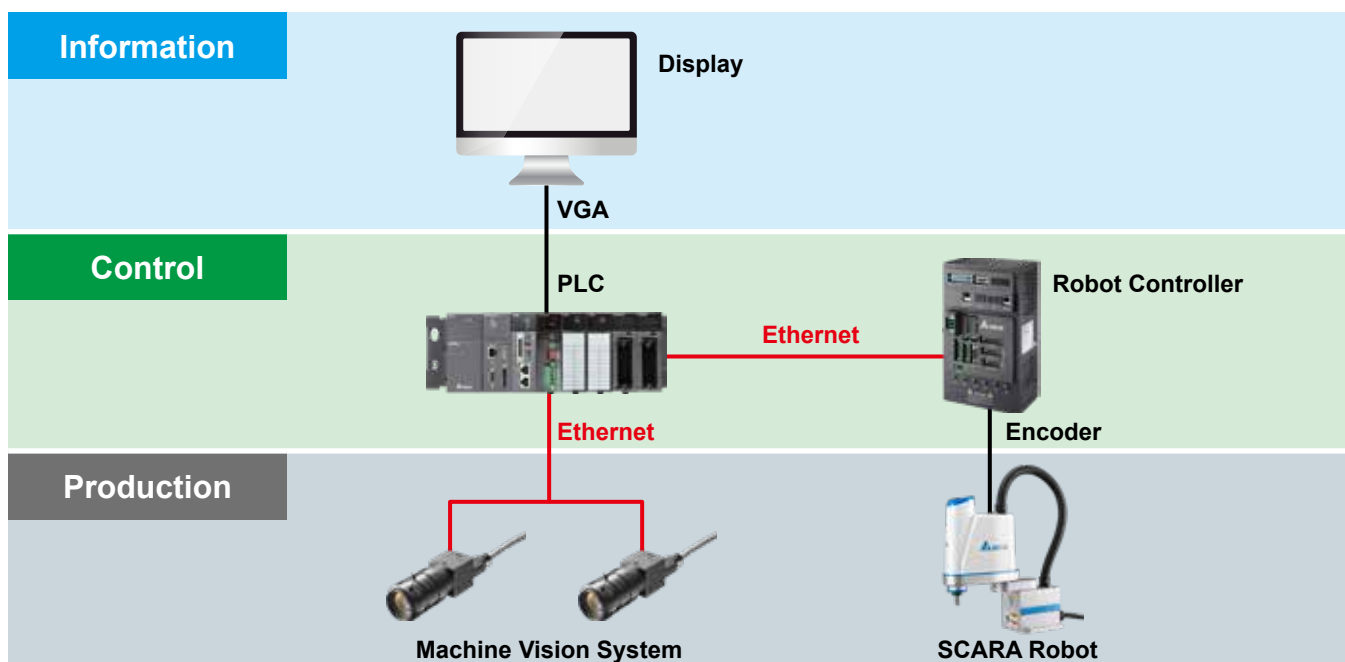 Information
Display
VGA
Control
PLC
Robot Controller
Ethernet
Ethernet
Encoder
Production
Machine Vision System
SCARA Robot